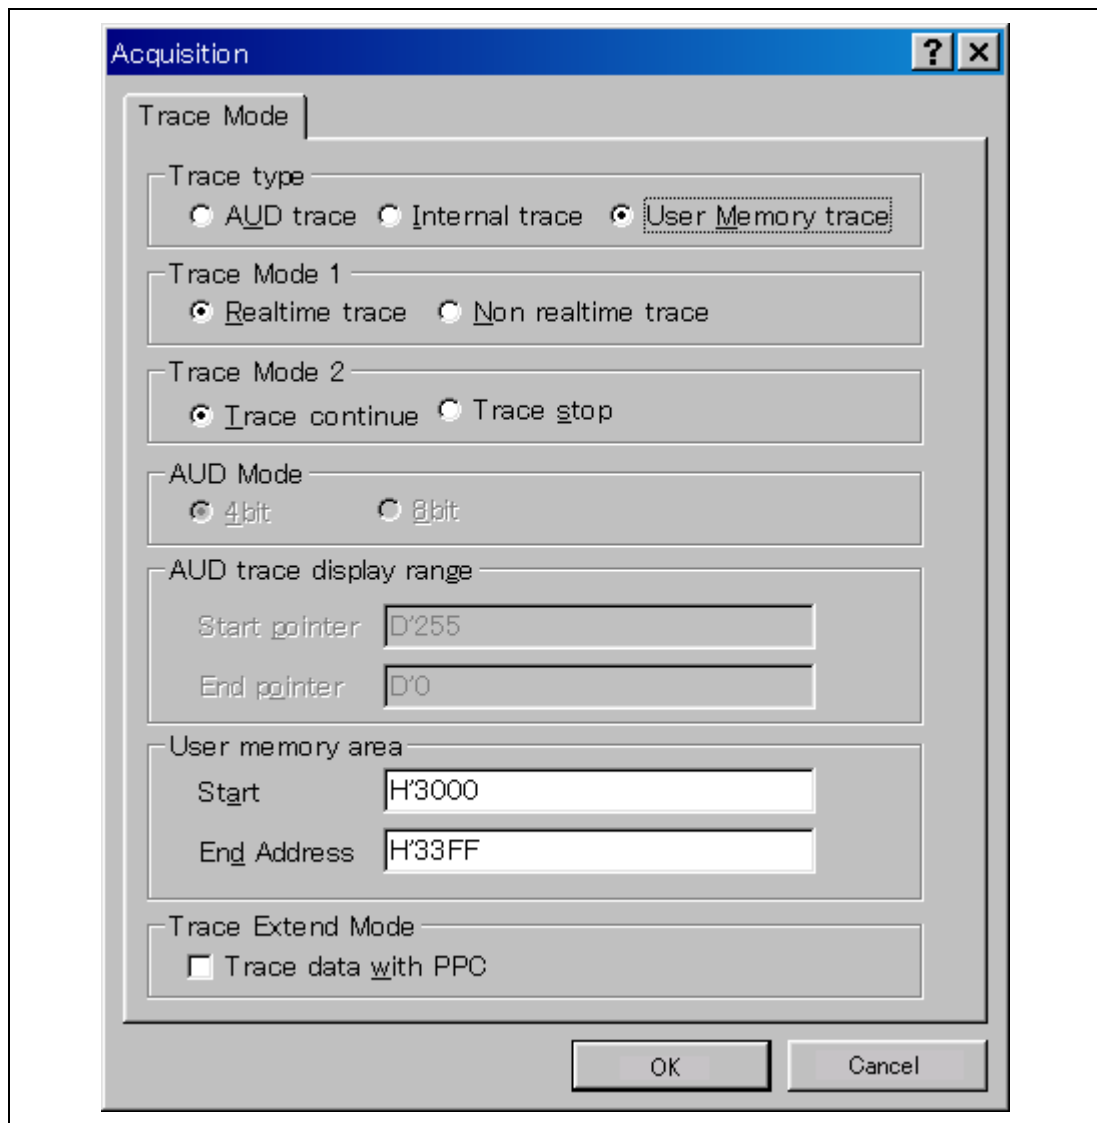 Acquisition
Trace Mode
Trace type
AUD trace Internal trace User Memory trace
Trace Mode 1
Realtime trace Non realtime trace
Trace Mode 2
Trace continue Trace stop
AUD Mode
4bit 8bit
AUD trace display range
Start pointer D'255
End pointer D'0
User memory area
Start H'3000
End Address H'33FF
Trace Extend Mode
Trace data with PPC
OK Cancel